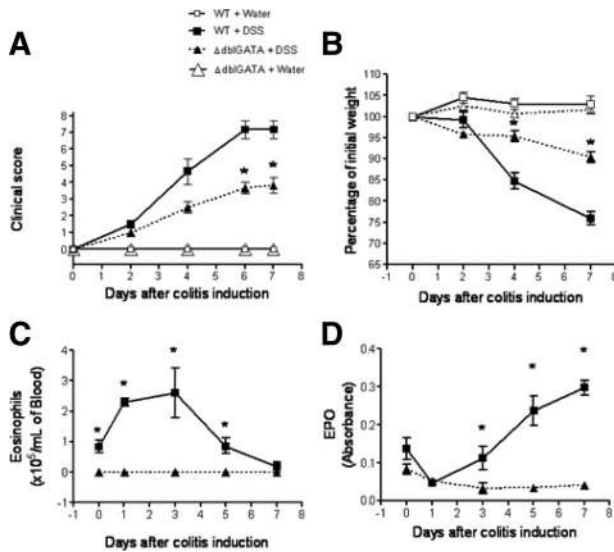 A
WT + Water
WT + DSS
ΔdblGATA + DSS
ΔdblGATA + Water
Clinical score
8
7
6
5
4
3
2
1
0
* *
0 1 2 3 4 5 6 7 8
Days after colitis induction
B
Percentage of initial weight
110
105
100
95
90
85
80
75
70
65
* *
-1 0 1 2 3 4 5 6 7 8
Days after colitis induction
C
Eosinophils
(x10⁵/mL of Blood)
4
3
2
1
0
-1
* * * *
-1 0 1 3 5 7 8
Days after colitis induction
D
EPO
(Absorbance)
0.4
0.3
0.2
0.1
0.0
* * *
-1 0 1 2 3 4 5 6 7 8
Days after colitis induction